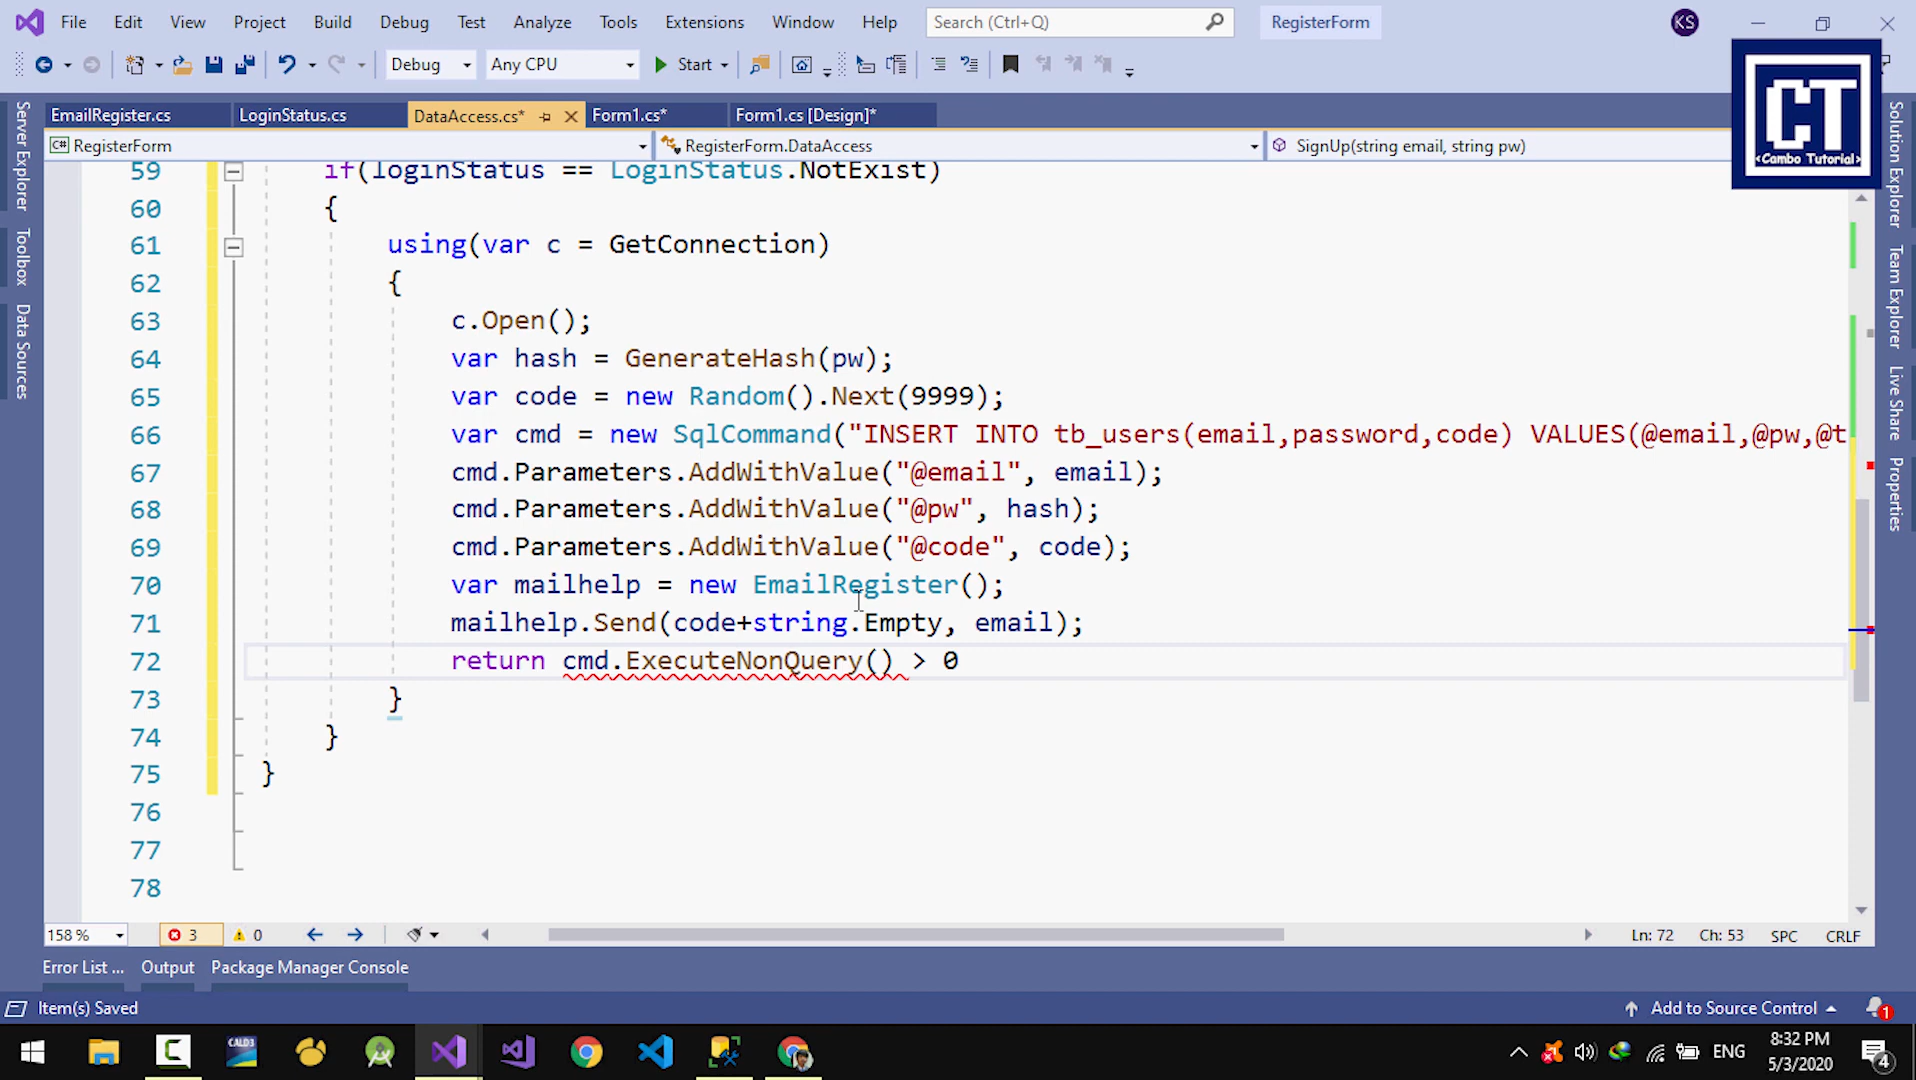 File Edit View Project Build Debug Test Analyze Tools Extensions Window Help Search (Ctrl+Q) RegisterForm KS
Debug Any CPU Start
CT
<Cambo Tutorial>
EmailRegister.cs LoginStatus.cs DataAccess.cs* Form1.cs* Form1.cs [Design]*
C# RegisterForm RegisterForm.DataAccess SignUp(string email, string pw)
Server Explorer
Toolbox
Data Sources
Solution Explorer
Team Explorer
Live Share
Properties
59 if(loginStatus == LoginStatus.NotExist)
60 {
61 using(var c = GetConnection)
62 {
63 c.Open();
64 var hash = GenerateHash(pw);
65 var code = new Random().Next(9999);
66 var cmd = new SqlCommand("INSERT INTO tb_users(email,password,code) VALUES(@email,@pw,@t
67 cmd.Parameters.AddWithValue("@email", email);
68 cmd.Parameters.AddWithValue("@pw", hash);
69 cmd.Parameters.AddWithValue("@code", code);
70 var mailhelp = new EmailRegister();
71 mailhelp.Send(code+string.Empty, email);
72 return cmd.ExecuteNonQuery() > 0
73 }
74 }
75 }
76
77
78
158 % 3 0 Ln: 72 Ch: 53 SPC CRLF
Error List ... Output Package Manager Console
Item(s) Saved Add to Source Control 1
CALD3 ENG 8:32 PM
5/3/2020 4